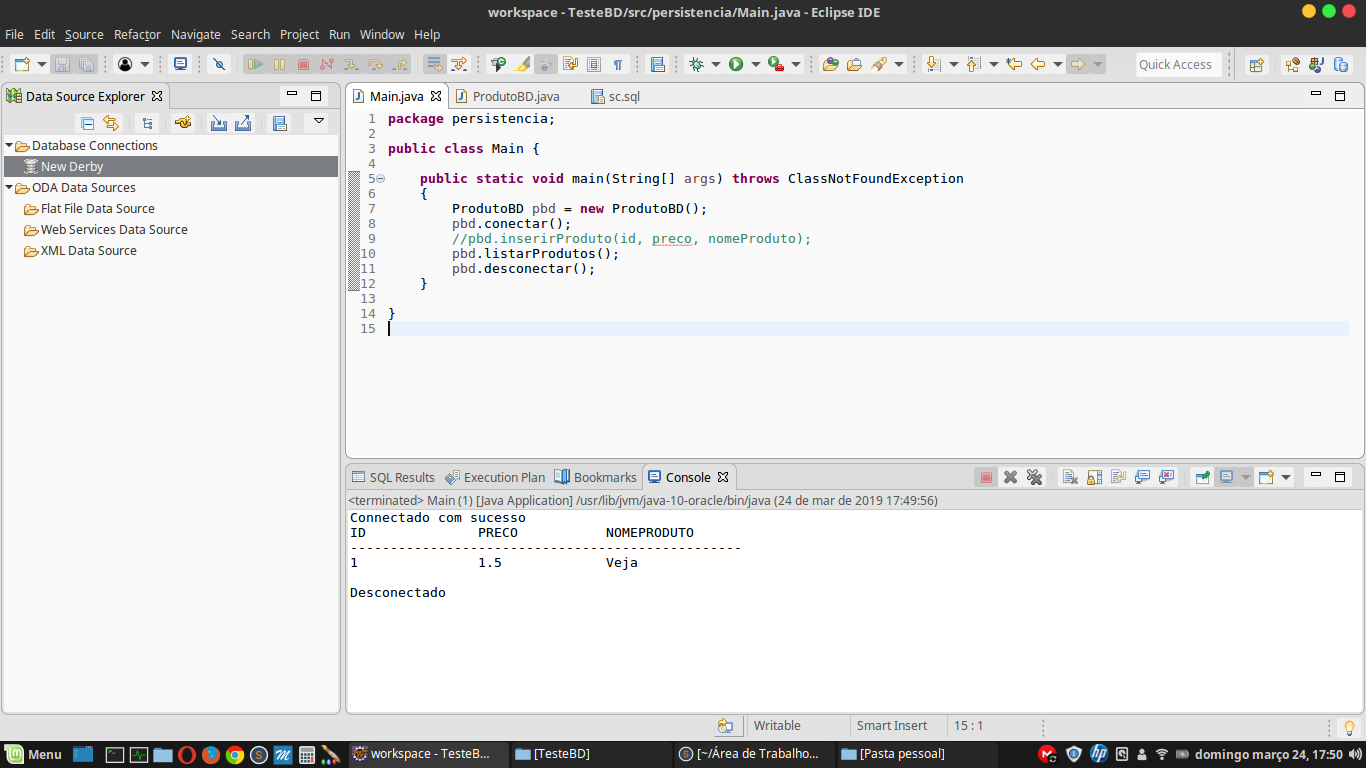 workspace - TesteBD/src/persistencia/Main.java - Eclipse IDE
File Edit Source Refactor Navigate Search Project Run Window Help
Quick Access
Data Source Explorer
Database Connections
New Derby
ODA Data Sources
Flat File Data Source
Web Services Data Source
XML Data Source
Main.java ProdutoBD.java sc.sql
1 package persistencia;
2
3 public class Main {
4
5 public static void main(String[] args) throws ClassNotFoundException
6 {
7 ProdutoBD pbd = new ProdutoBD();
8 pbd.conectar();
9 //pbd.inserirProduto(id, preco, nomeProduto);
10 pbd.listarProdutos();
11 pbd.desconectar();
12 }
13
14 }
15
SQL Results Execution Plan Bookmarks Console
<terminated> Main (1) [Java Application] /usr/lib/jvm/java-10-oracle/bin/java (24 de mar de 2019 17:49:56)
Connectado com sucesso
ID PRECO NOMEPRODUTO
-------------------------------------------------
1 1.5 Veja
Desconectado
Writable Smart Insert 15 : 1
Menu workspace - TesteB... [TesteBD] [~/Área de Trabalho... [Pasta pessoal] domingo março 24, 17:50